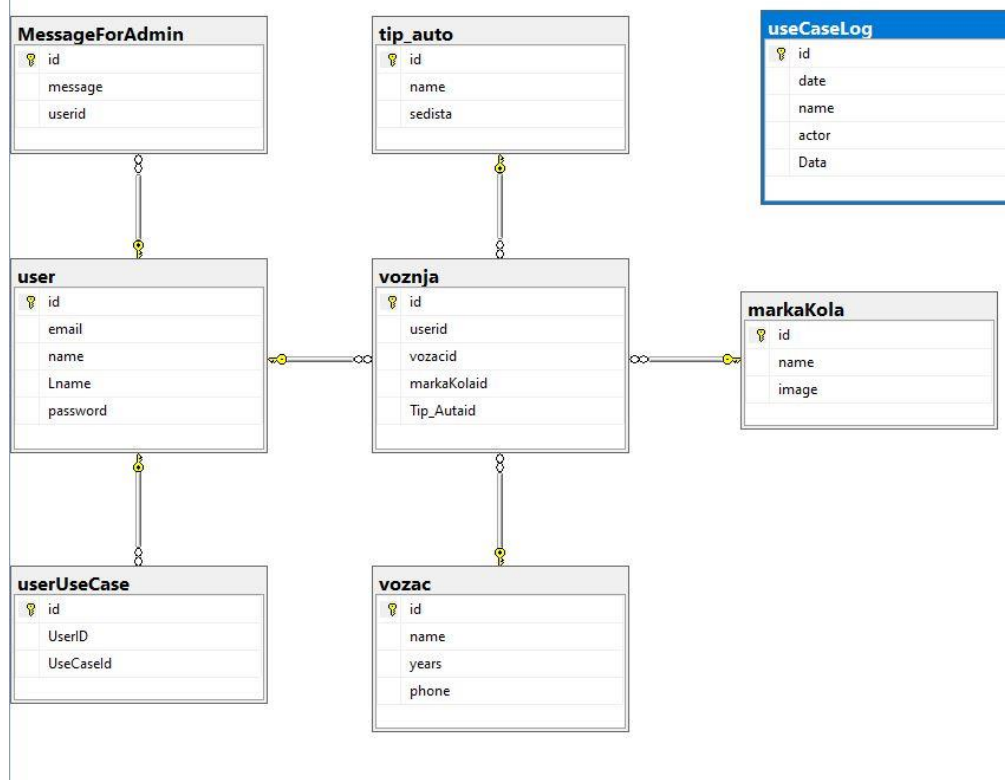 MessageForAdmin
id
message
userid
tip_auto
id
name
sedista
useCaseLog
id
date
name
actor
Data
user
id
email
name
Lname
password
voznja
id
userid
vozacid
markaKolaid
Tip_Autaid
markaKola
id
name
image
userUseCase
id
UserID
UseCaseId
vozac
id
name
years
phone